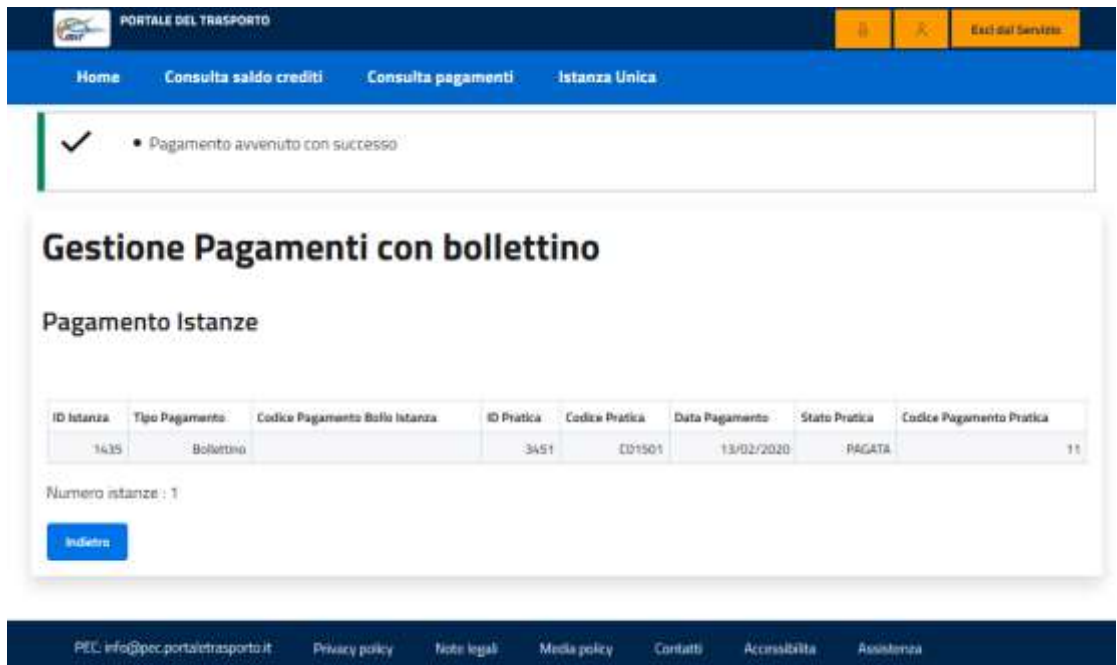 PORTALE DEL TRASPORTO
Esci dal Servizio
Home Consulta saldo crediti Consulta pagamenti Istanza Unica
Pagamento avvenuto con successo
Gestione Pagamenti con bollettino
Pagamento Istanze
ID Istanza Tipo Pagamento Codice Pagamento Bollo Istanza ID Pratica Codice Pratica Data Pagamento Stato Pratica Codice Pagamento Pratica
1435 Bollettino 3451 CD1501 13/02/2020 PAGATA 11
Numero istanze : 1
Indietro
PEC: info@pec.portaletrasporto.it Privacy policy Note legali Media policy Contatti Accessibilita Assistenza